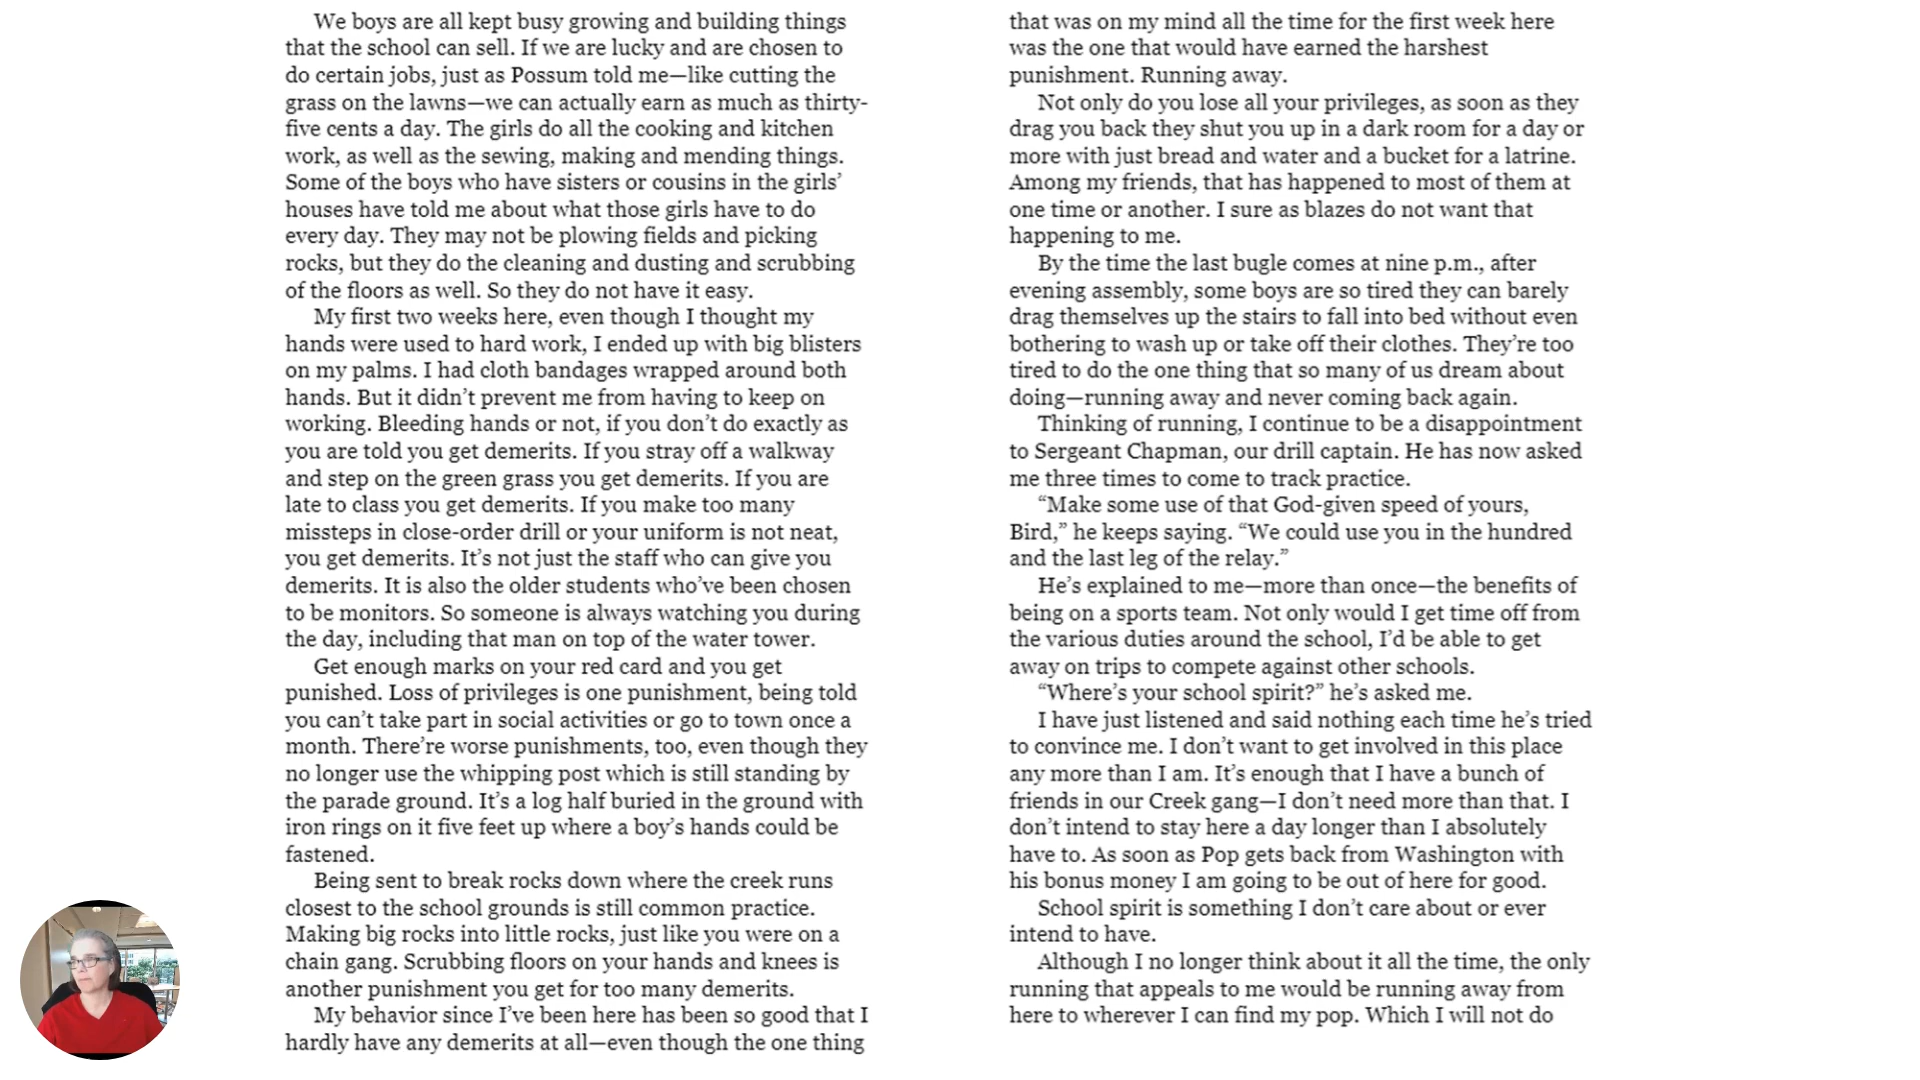 We boys are all kept busy growing and building things
that the school can sell. If we are lucky and are chosen to
do certain jobs, just as Possum told me—like cutting the
grass on the lawns—we can actually earn as much as thirty-
five cents a day. The girls do all the cooking and kitchen
work, as well as the sewing, making and mending things.
Some of the boys who have sisters or cousins in the girls’
houses have told me about what those girls have to do
every day. They may not be plowing fields and picking
rocks, but they do the cleaning and dusting and scrubbing
of the floors as well. So they do not have it easy.
My first two weeks here, even though I thought my
hands were used to hard work, I ended up with big blisters
on my palms. I had cloth bandages wrapped around both
hands. But it didn’t prevent me from having to keep on
working. Bleeding hands or not, if you don’t do exactly as
you are told you get demerits. If you stray off a walkway
and step on the green grass you get demerits. If you are
late to class you get demerits. If you make too many
missteps in close-order drill or your uniform is not neat,
you get demerits. It’s not just the staff who can give you
demerits. It is also the older students who’ve been chosen
to be monitors. So someone is always watching you during
the day, including that man on top of the water tower.
Get enough marks on your red card and you get
punished. Loss of privileges is one punishment, being told
you can’t take part in social activities or go to town once a
month. There’re worse punishments, too, even though they
no longer use the whipping post which is still standing by
the parade ground. It’s a log half buried in the ground with
iron rings on it five feet up where a boy’s hands could be
fastened.
Being sent to break rocks down where the creek runs
closest to the school grounds is still common practice.
Making big rocks into little rocks, just like you were on a
chain gang. Scrubbing floors on your hands and knees is
another punishment you get for too many demerits.
My behavior since I’ve been here has been so good that I
hardly have any demerits at all—even though the one thing
that was on my mind all the time for the first week here
was the one that would have earned the harshest
punishment. Running away.
Not only do you lose all your privileges, as soon as they
drag you back they shut you up in a dark room for a day or
more with just bread and water and a bucket for a latrine.
Among my friends, that has happened to most of them at
one time or another. I sure as blazes do not want that
happening to me.
By the time the last bugle comes at nine p.m., after
evening assembly, some boys are so tired they can barely
drag themselves up the stairs to fall into bed without even
bothering to wash up or take off their clothes. They’re too
tired to do the one thing that so many of us dream about
doing—running away and never coming back again.
Thinking of running, I continue to be a disappointment
to Sergeant Chapman, our drill captain. He has now asked
me three times to come to track practice.
“Make some use of that God-given speed of yours,
Bird,” he keeps saying. “We could use you in the hundred
and the last leg of the relay.”
He’s explained to me—more than once—the benefits of
being on a sports team. Not only would I get time off from
the various duties around the school, I’d be able to get
away on trips to compete against other schools.
“Where’s your school spirit?” he’s asked me.
I have just listened and said nothing each time he’s tried
to convince me. I don’t want to get involved in this place
any more than I am. It’s enough that I have a bunch of
friends in our Creek gang—I don’t need more than that. I
don’t intend to stay here a day longer than I absolutely
have to. As soon as Pop gets back from Washington with
his bonus money I am going to be out of here for good.
School spirit is something I don’t care about or ever
intend to have.
Although I no longer think about it all the time, the only
running that appeals to me would be running away from
here to wherever I can find my pop. Which I will not do